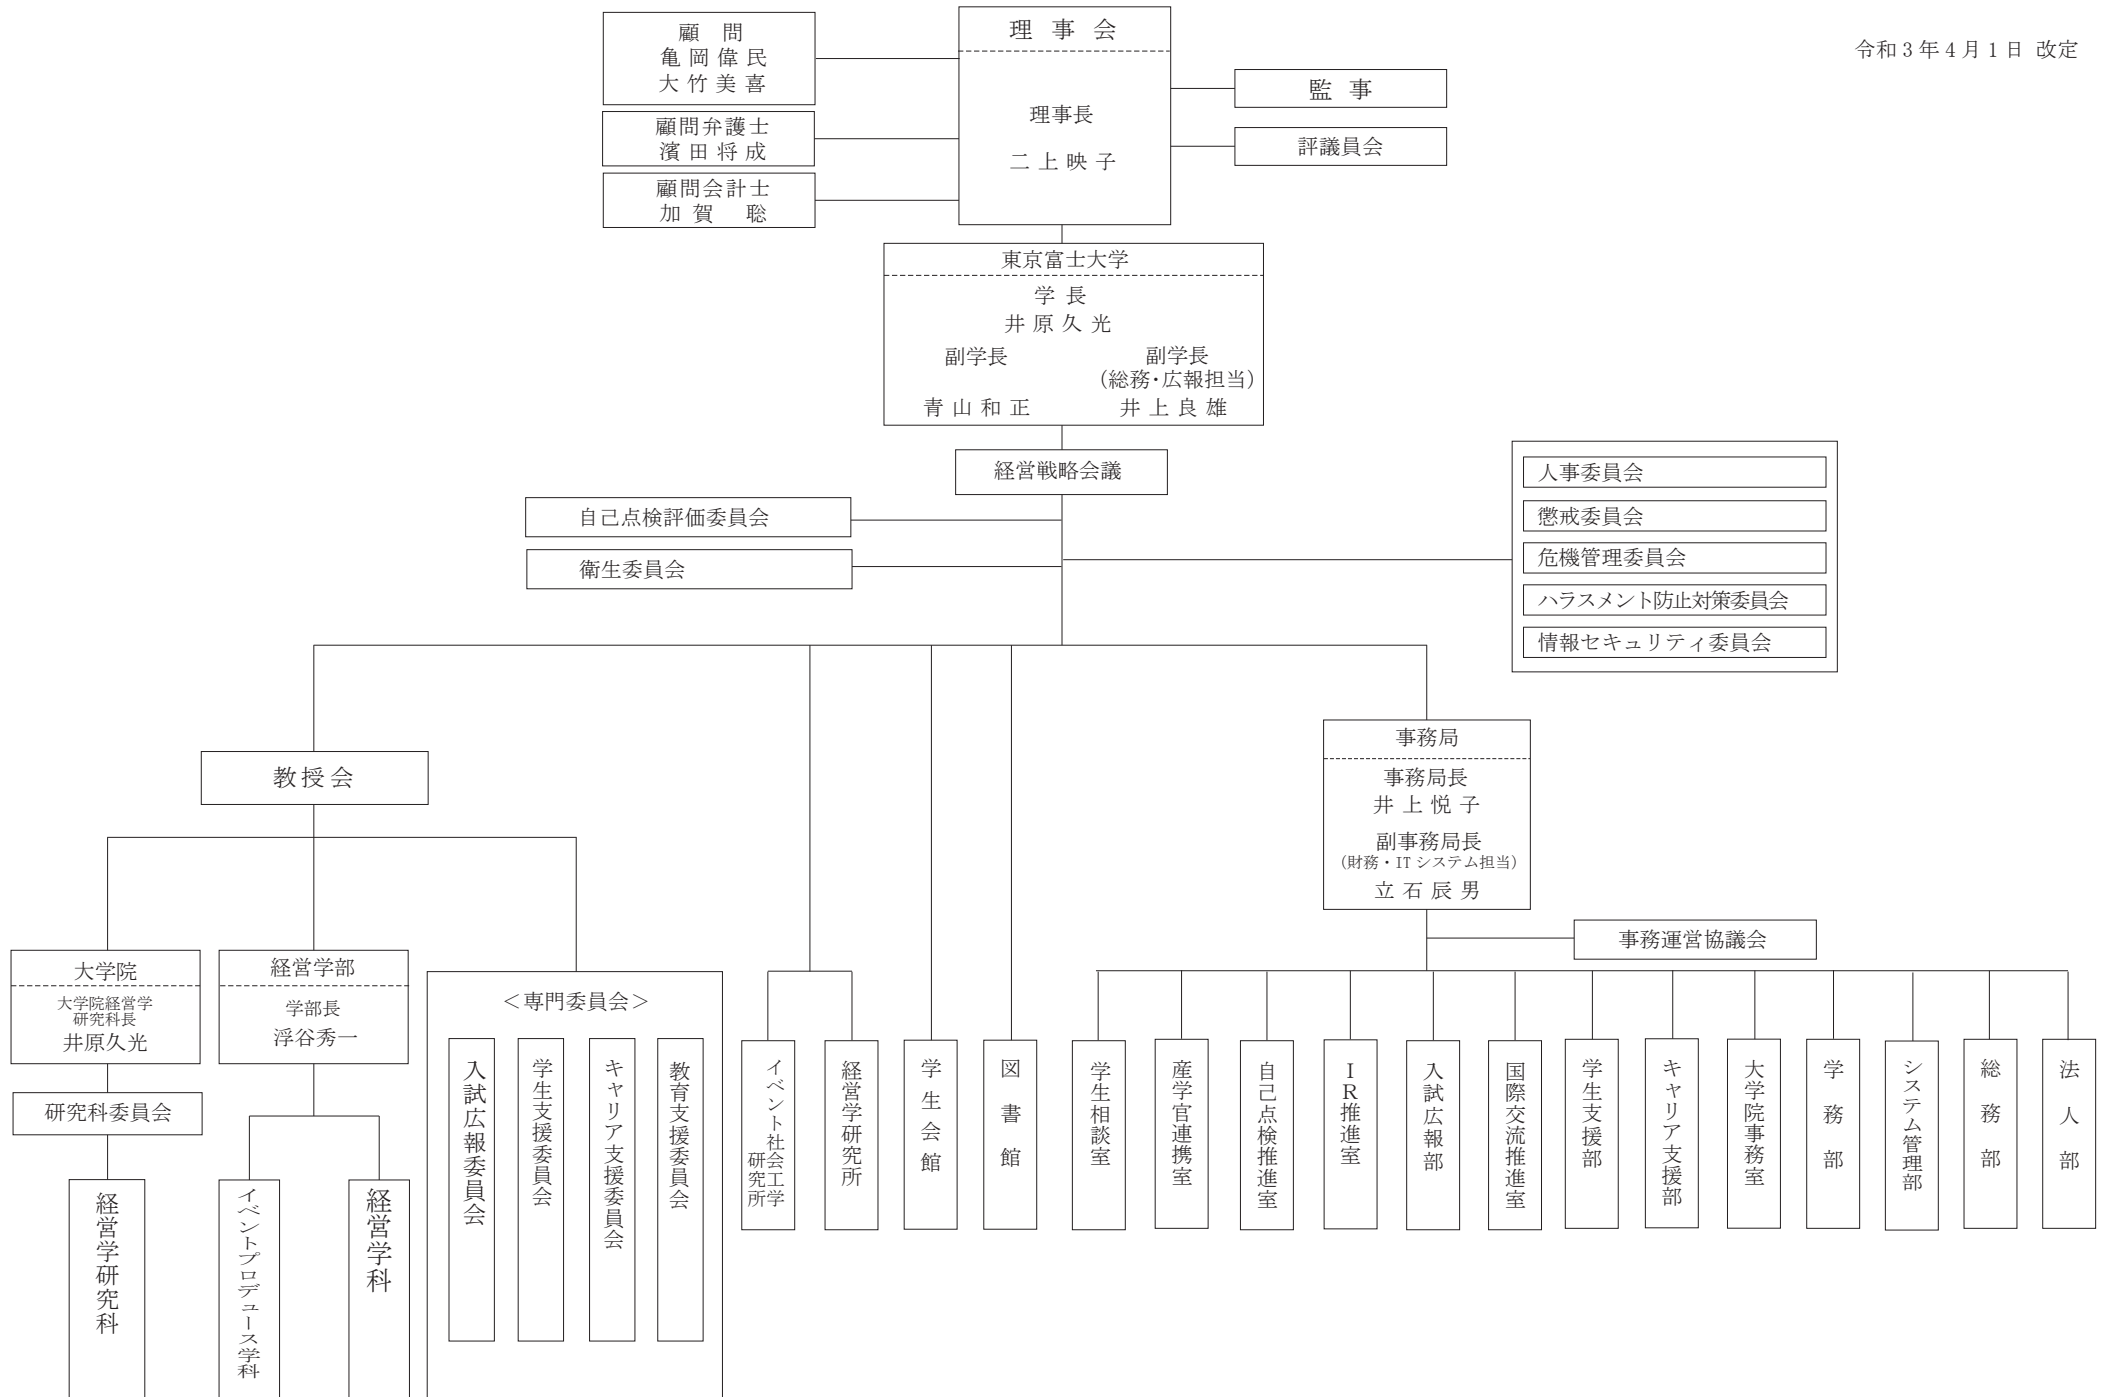 令和3年4月1日 改定
顧 問
亀岡偉民
大竹美喜
顧問弁護士
濱田将成
顧問会計士
加賀 聡
理事会
理事長
二上映子
監事
評議員会
東京富士大学
学長
井原久光
副学長
青山和正
副学長
(総務・広報担当)
井上良雄
経営戦略会議
自己点検評価委員会
衛生委員会
人事委員会
懲戒委員会
危機管理委員会
ハラスメント防止対策委員会
情報セキュリティ委員会
教授会
事務局
事務局長
井上悦子
副事務局長
(財務・ITシステム担当)
立石辰男
事務運営協議会
大学院
大学院経営学
研究科長
井原久光
研究科委員会
経営学研究科
経営学部
学部長
浮谷秀一
イベントプロデュース学科
経営学科
＜専門委員会＞
入試広報委員会
学生支援委員会
キャリア支援委員会
教育支援委員会
イベント社会工学
研究所
経営学研究所
学生会館
図書館
学生相談室
産学官連携室
自己点検推進室
IR推進室
入試広報部
国際交流推進室
学生支援部
キャリア支援部
大学院事務室
学務部
システム管理部
総務部
法人部